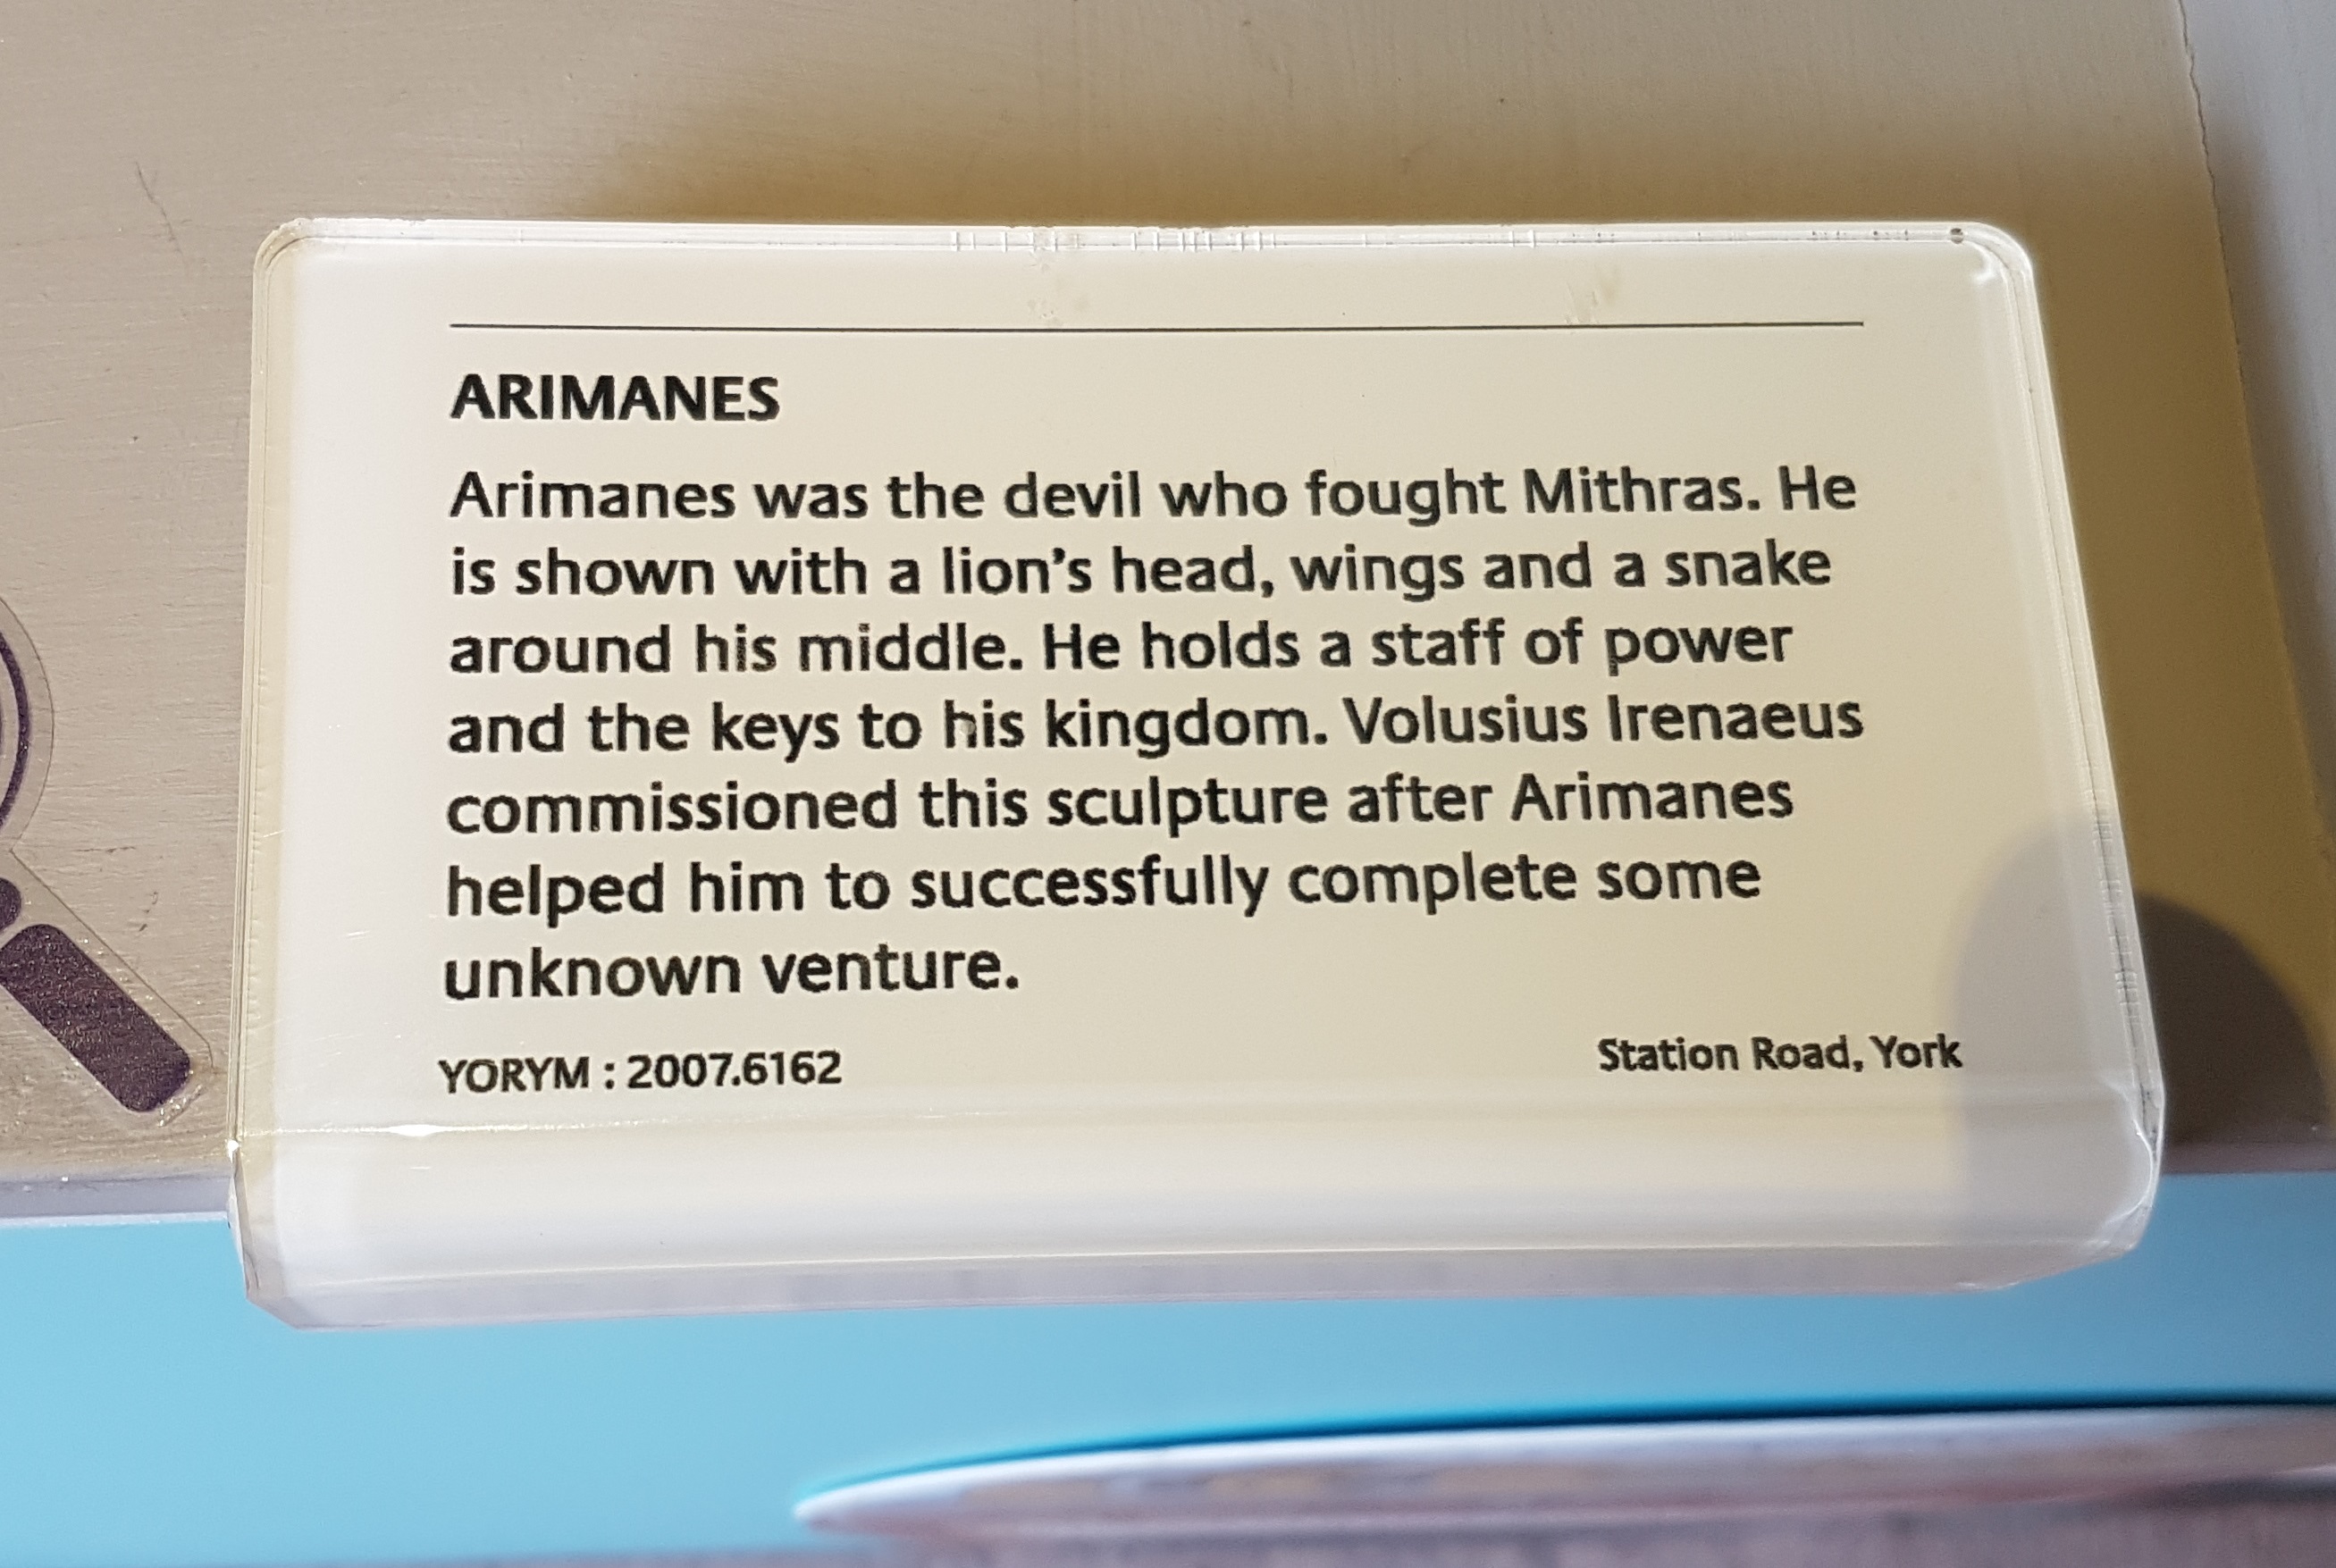 ARIMANES
Arimanes was the devil who fought Mithras. He
is shown with a lion's head, wings and a snake
around his middle. He holds a staff of power
and the keys to his kingdom. Volusius Irenaeus
commissioned this sculpture after Arimanes
helped him to successfully complete some
unknown venture.
YORYM : 2007.6162
Station Road, York